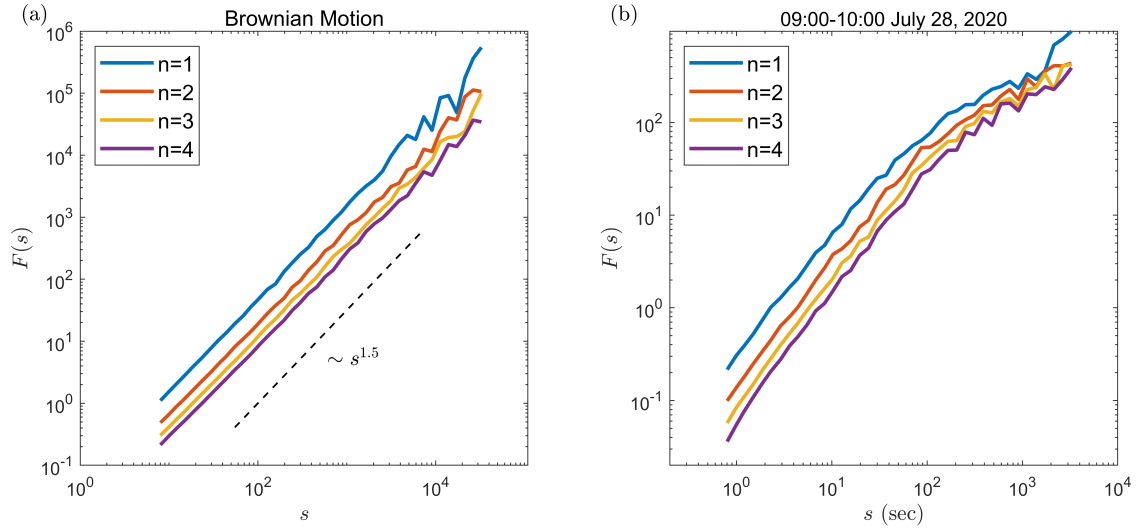 (a)
Brownian Motion
10^6
10^5
10^4
10^3
10^2
10^1
10^0
10^-1
F(s)
n=1
n=2
n=3
n=4
~ s^1.5
10^0
10^2
10^4
s
(b)
09:00-10:00 July 28, 2020
10^2
10^1
10^0
10^-1
F(s)
n=1
n=2
n=3
n=4
10^0
10^1
10^2
10^3
10^4
s (sec)